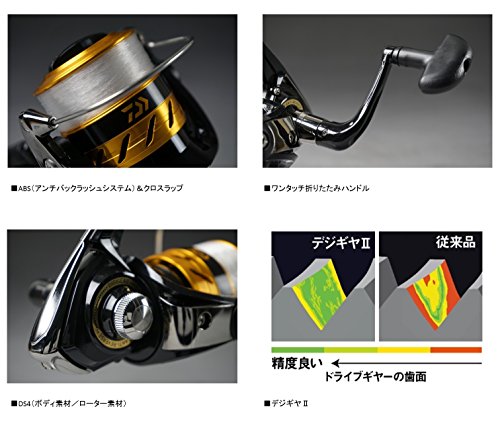 ■ABS(アンチバックラッシュシステム)&クロスラップ
■ワンタッチ折りたたみハンドル
デジギヤⅡ
従来品
精度良い
ドライブギヤーの歯面
■DS4(ボディ素材/ローター素材)
■デジギヤⅡ